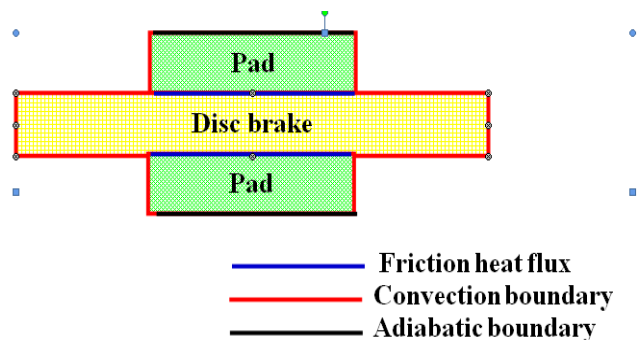 Pad
Disc brake
Pad
Friction heat flux
Convection boundary
Adiabatic boundary